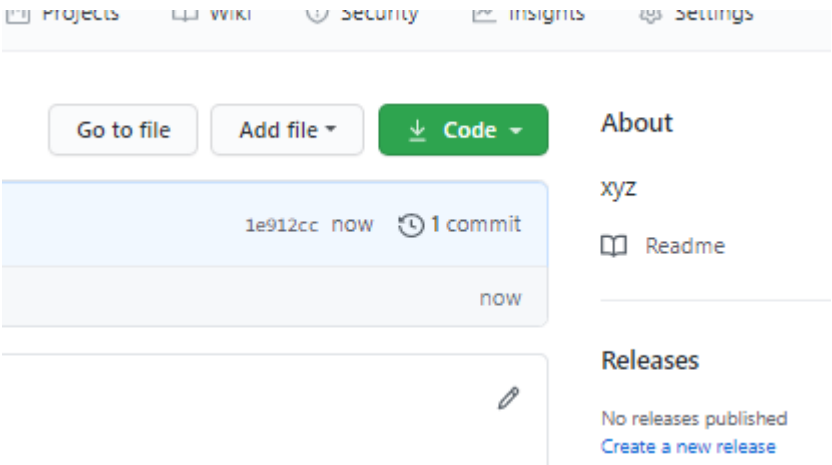 Projects Wiki Security Insights Settings
Go to file Add file Code
About
xyz
1e912cc now 1 commit
Readme
now
Releases
No releases published
Create a new release